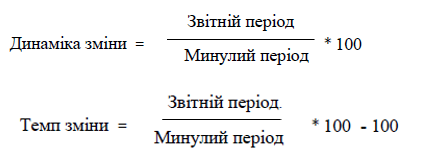 Звітній період
Динаміка зміни = * 100
Минулий період
Звітній період.
Темп зміни = * 100 - 100
Минулий період